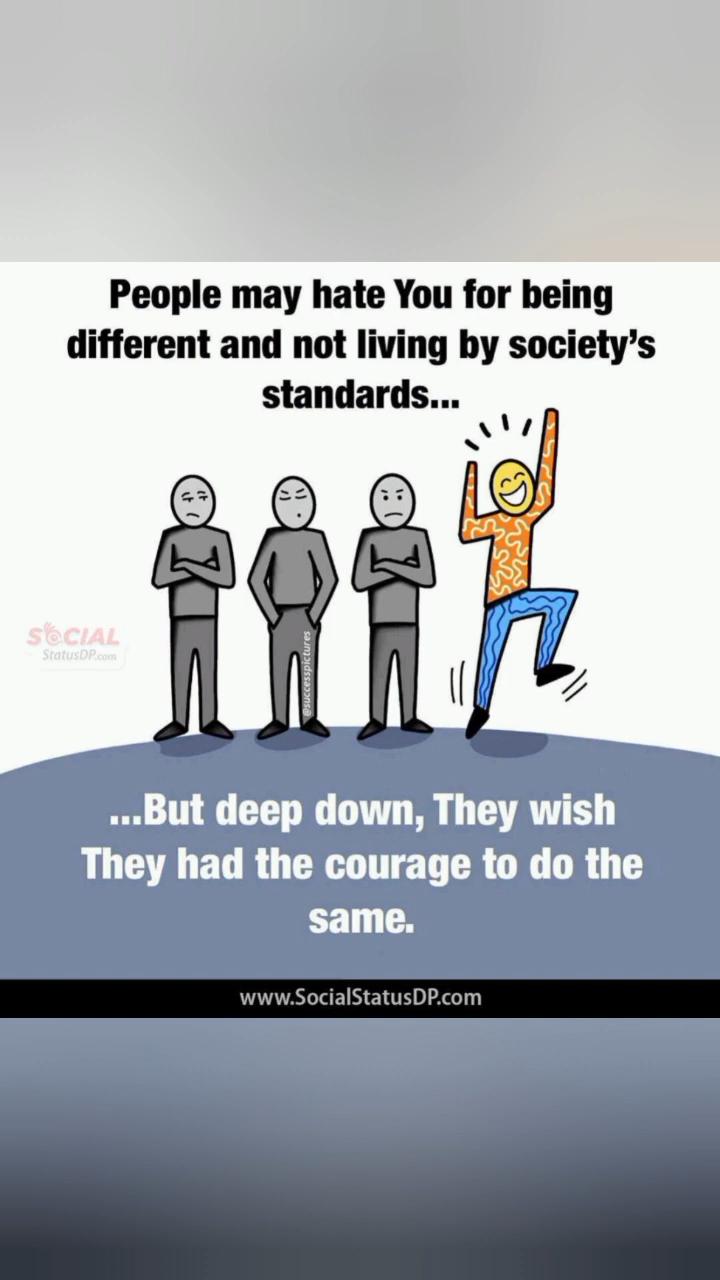 People may hate You for being
different and not living by society's
standards...
SOCIAL
StatusDP.com
@successpictures
...But deep down, They wish
They had the courage to do the
same.
www.SocialStatusDP.com